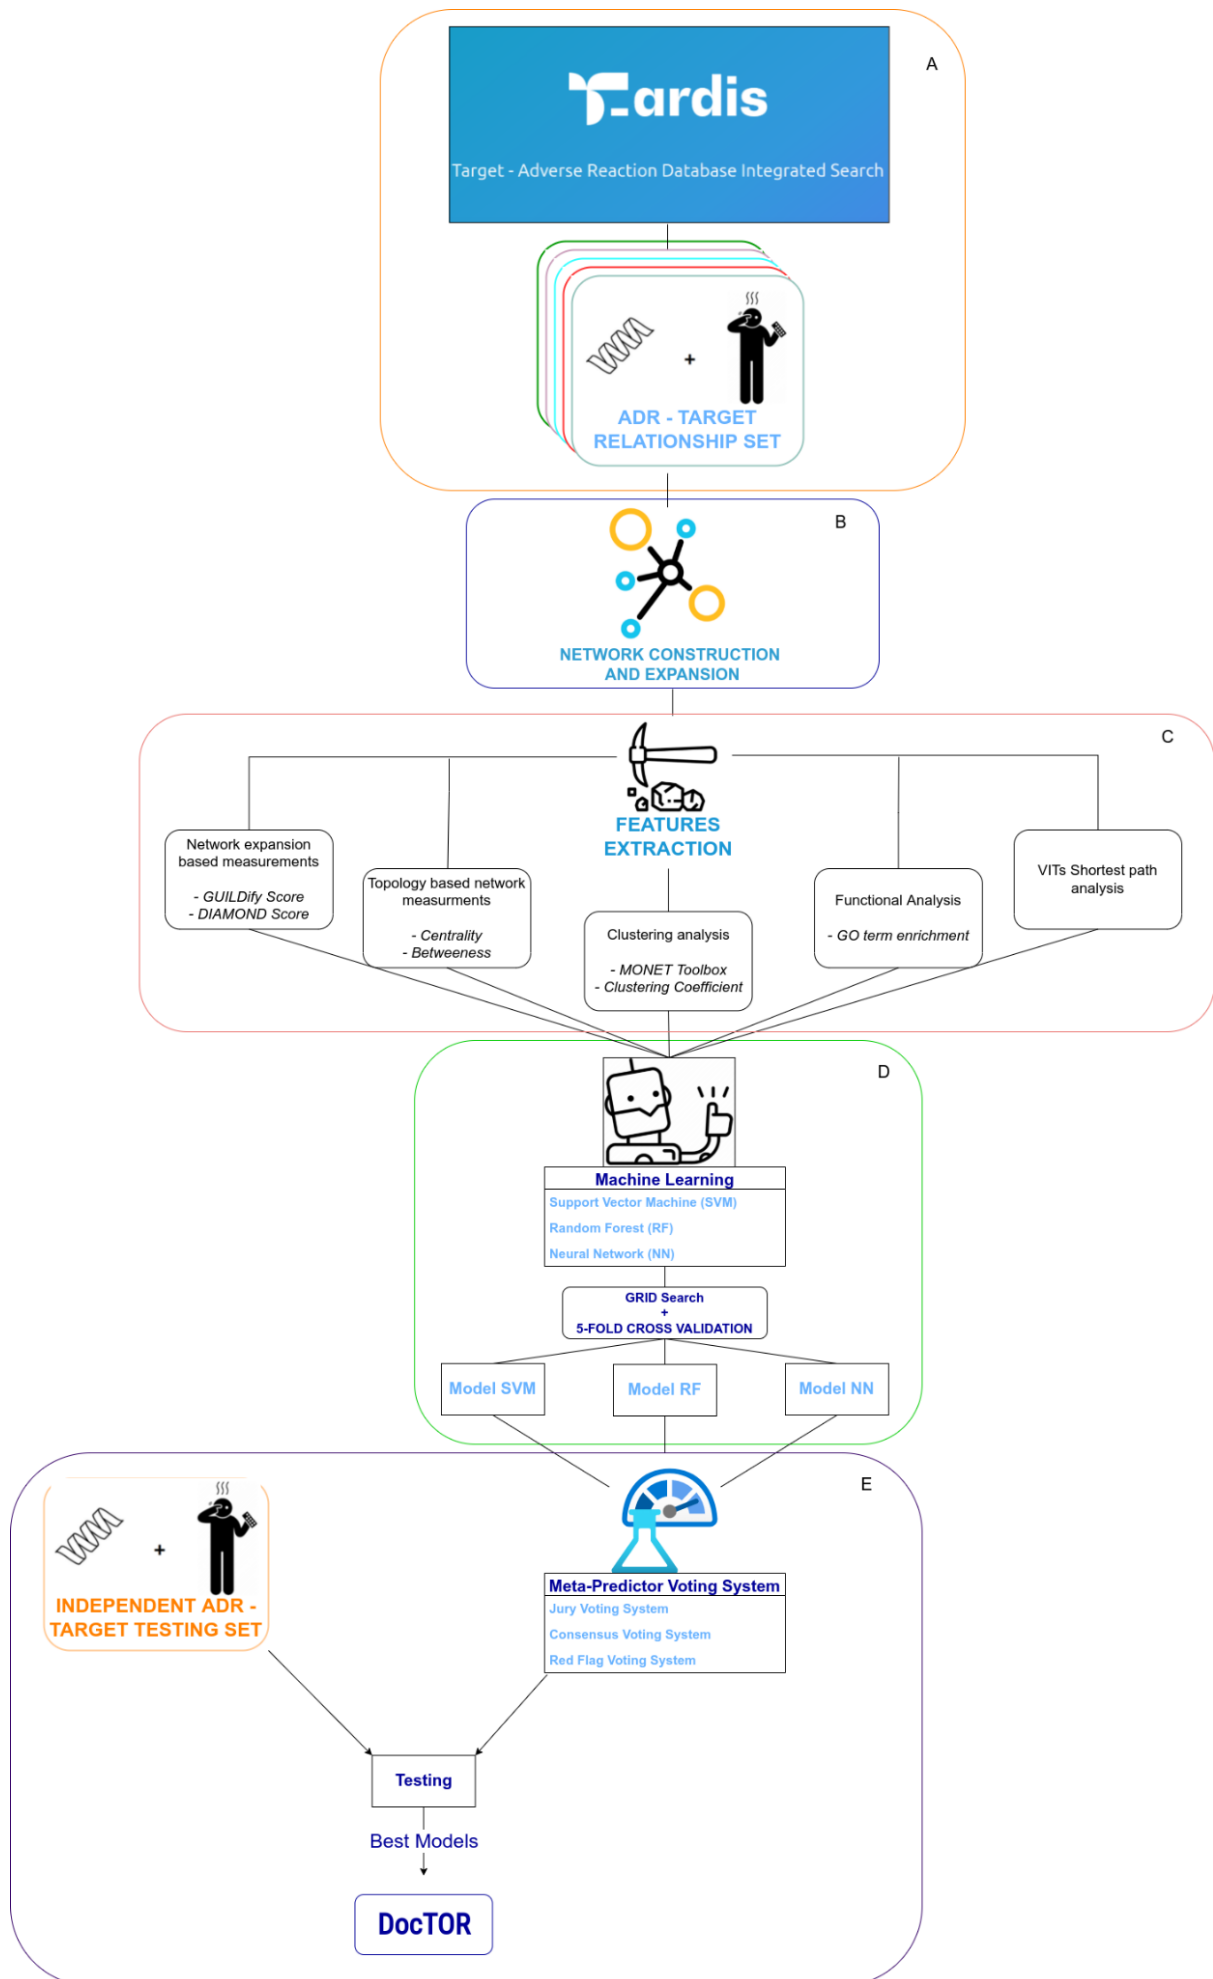 A
Tardis
Target - Adverse Reaction Database Integrated Search
+
ADR - TARGET
RELATIONSHIP SET
B
NETWORK CONSTRUCTION
AND EXPANSION
C
FEATURES
EXTRACTION
Network expansion
based measurements
- GUILDify Score
- DIAMOND Score
Topology based network
measurments
- Centrality
- Betweeness
Clustering analysis
- MONET Toolbox
- Clustering Coefficient
Functional Analysis
- GO term enrichment
VITs Shortest path
analysis
D
Machine Learning
Support Vector Machine (SVM)
Random Forest (RF)
Neural Network (NN)
GRID Search
+
5-FOLD CROSS VALIDATION
Model SVM
Model RF
Model NN
E
+
INDEPENDENT ADR -
TARGET TESTING SET
Meta-Predictor Voting System
Jury Voting System
Consensus Voting System
Red Flag Voting System
Testing
Best Models
DocTOR